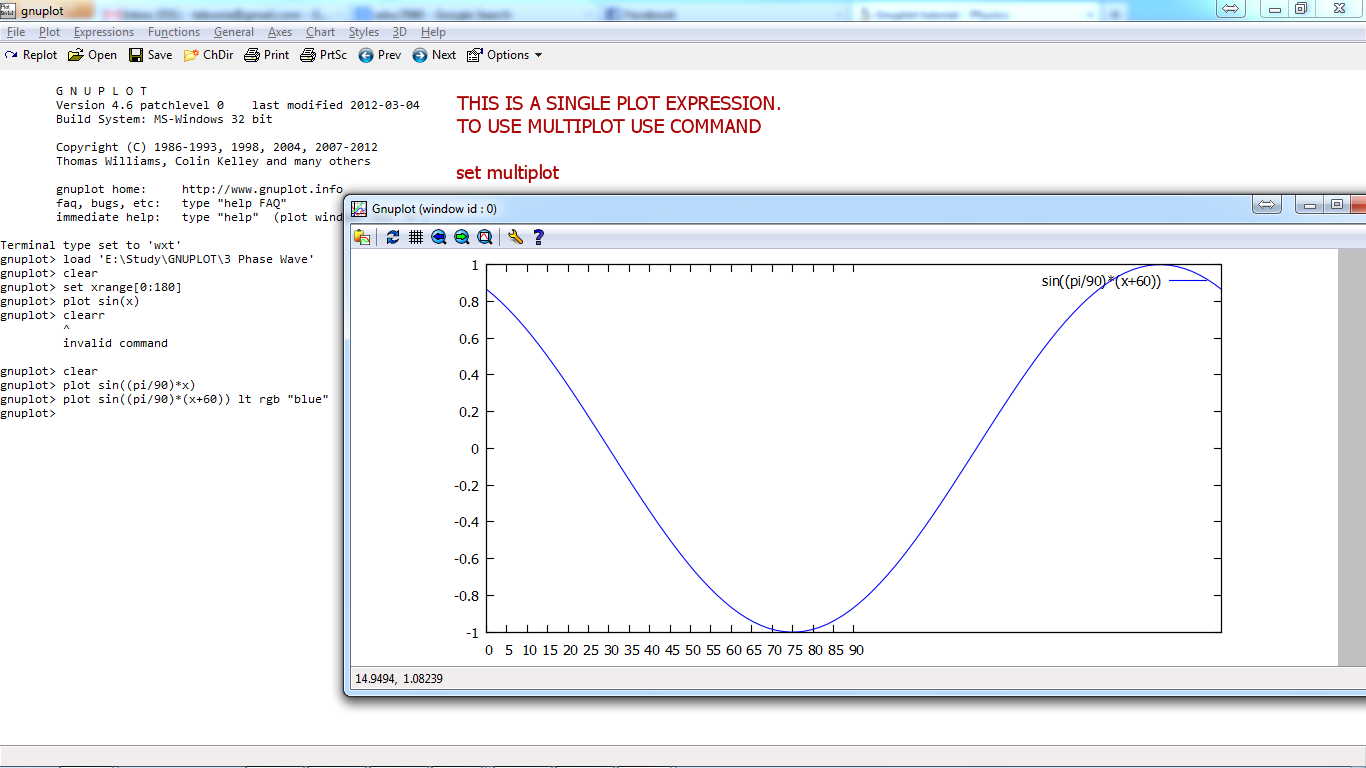 gnuplot
File Plot Expressions Functions General Axes Chart Styles 3D Help
Replot Open Save ChDir Print PrtSc Prev Next Options
G N U P L O T
Version 4.6 patchlevel 0    last modified 2012-03-04
Build System: MS-Windows 32 bit
Copyright (C) 1986-1993, 1998, 2004, 2007-2012
Thomas Williams, Colin Kelley and many others
gnuplot home:     http://www.gnuplot.info
faq, bugs, etc:   type "help FAQ"
immediate help:   type "help"  (plot wind
THIS IS A SINGLE PLOT EXPRESSION.
TO USE MULTIPLOT USE COMMAND
set multiplot
Terminal type set to 'wxt'
gnuplot> load 'E:\Study\GNUPLOT\3 Phase Wave'
gnuplot> clear
gnuplot> set xrange[0:180]
gnuplot> plot sin(x)
gnuplot> clearr
^
invalid command
gnuplot> clear
gnuplot> plot sin((pi/90)*x)
gnuplot> plot sin((pi/90)*(x+60)) lt rgb "blue"
gnuplot>
Gnuplot (window id : 0)
sin((pi/90)*(x+60))
1
0.8
0.6
0.4
0.2
0
-0.2
-0.4
-0.6
-0.8
-1
0 5 10 15 20 25 30 35 40 45 50 55 60 65 70 75 80 85 90
14.9494, 1.08239